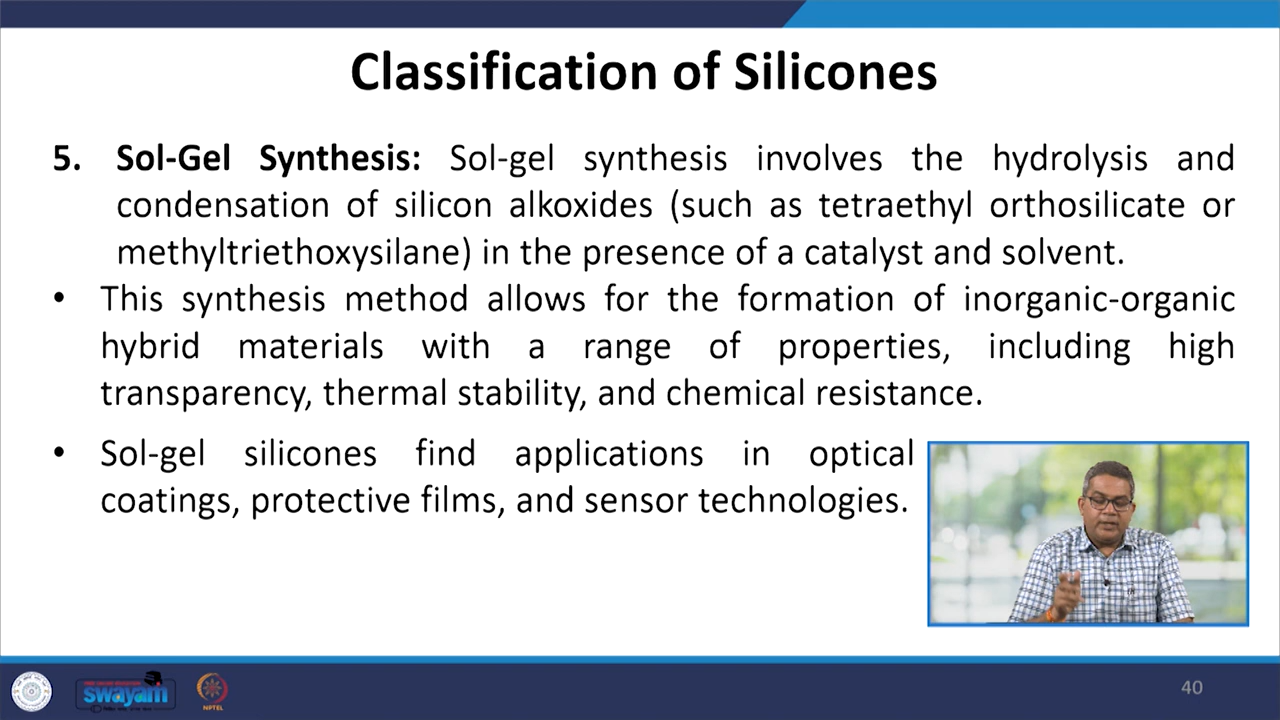 Classification of Silicones
5. Sol-Gel Synthesis: Sol-gel synthesis involves the hydrolysis and
condensation of silicon alkoxides (such as tetraethyl orthosilicate or
methyltriethoxysilane) in the presence of a catalyst and solvent.
• This synthesis method allows for the formation of inorganic-organic
hybrid materials with a range of properties, including high
transparency, thermal stability, and chemical resistance.
• Sol-gel silicones find applications in optical
coatings, protective films, and sensor technologies.
swayam
NPTEL
40